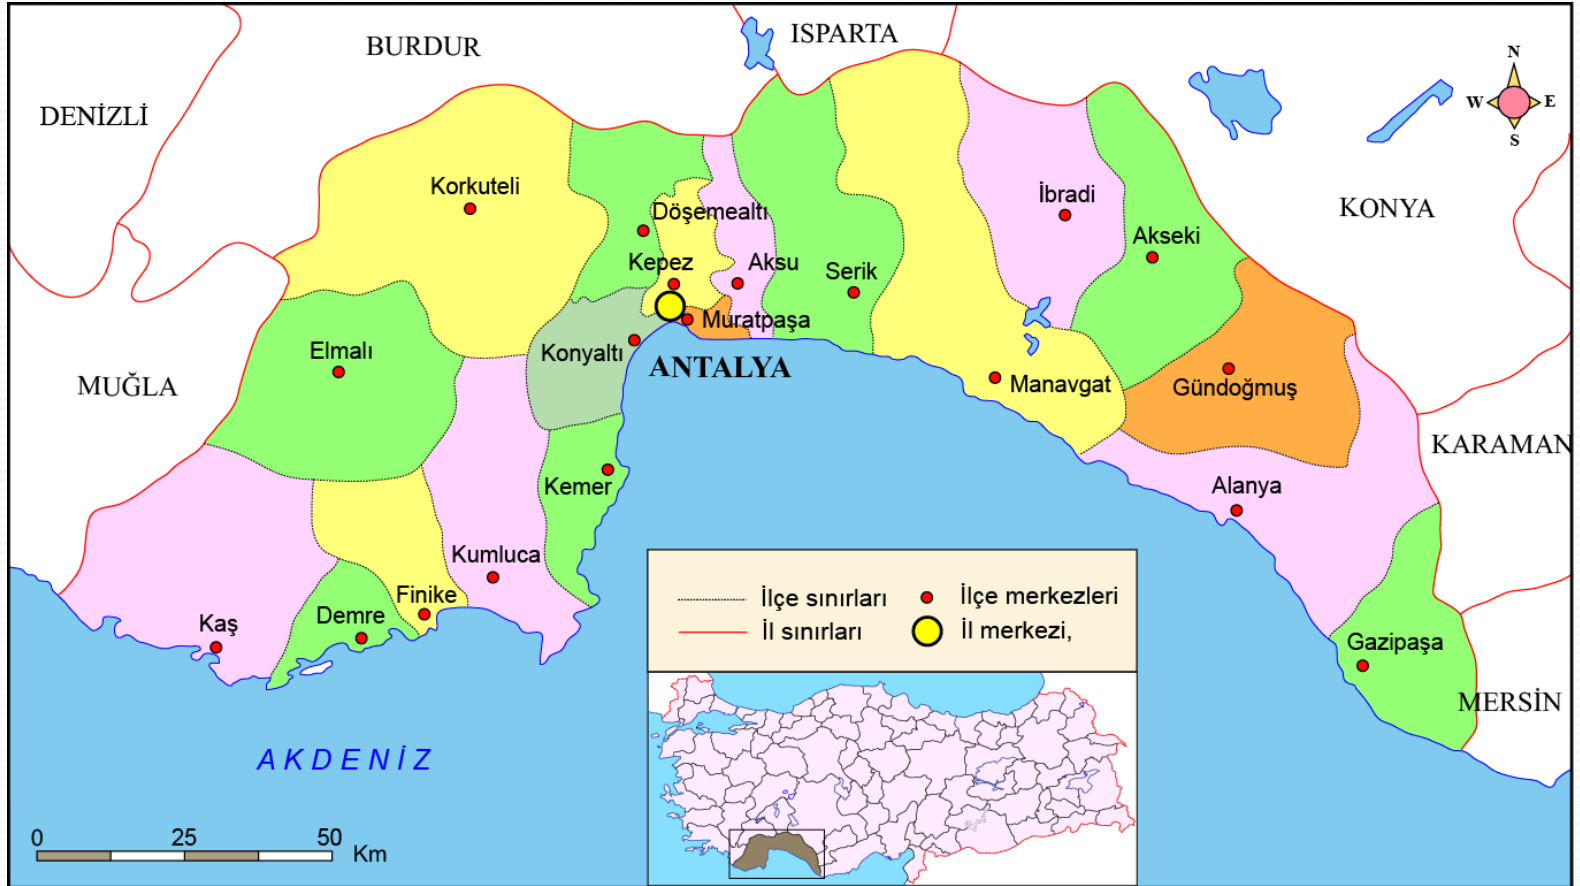 ISPARTA
BURDUR
N
W E
S
DENİZLİ
Korkuteli
İbradi
KONYA
Döşemealtı
Akseki
Kepez
Aksu
Serik
Muratpaşa
Elmalı
Konyaltı
ANTALYA
MUĞLA
Manavgat
Gündoğmuş
KARAMAN
Kemer
Alanya
Kumluca
Finike
Demre
Kaş
Gazipaşa
MERSİN
İlçe sınırları
İlçe merkezleri
İl sınırları
İl merkezi,
AKDENİZ
0 25 50
Km